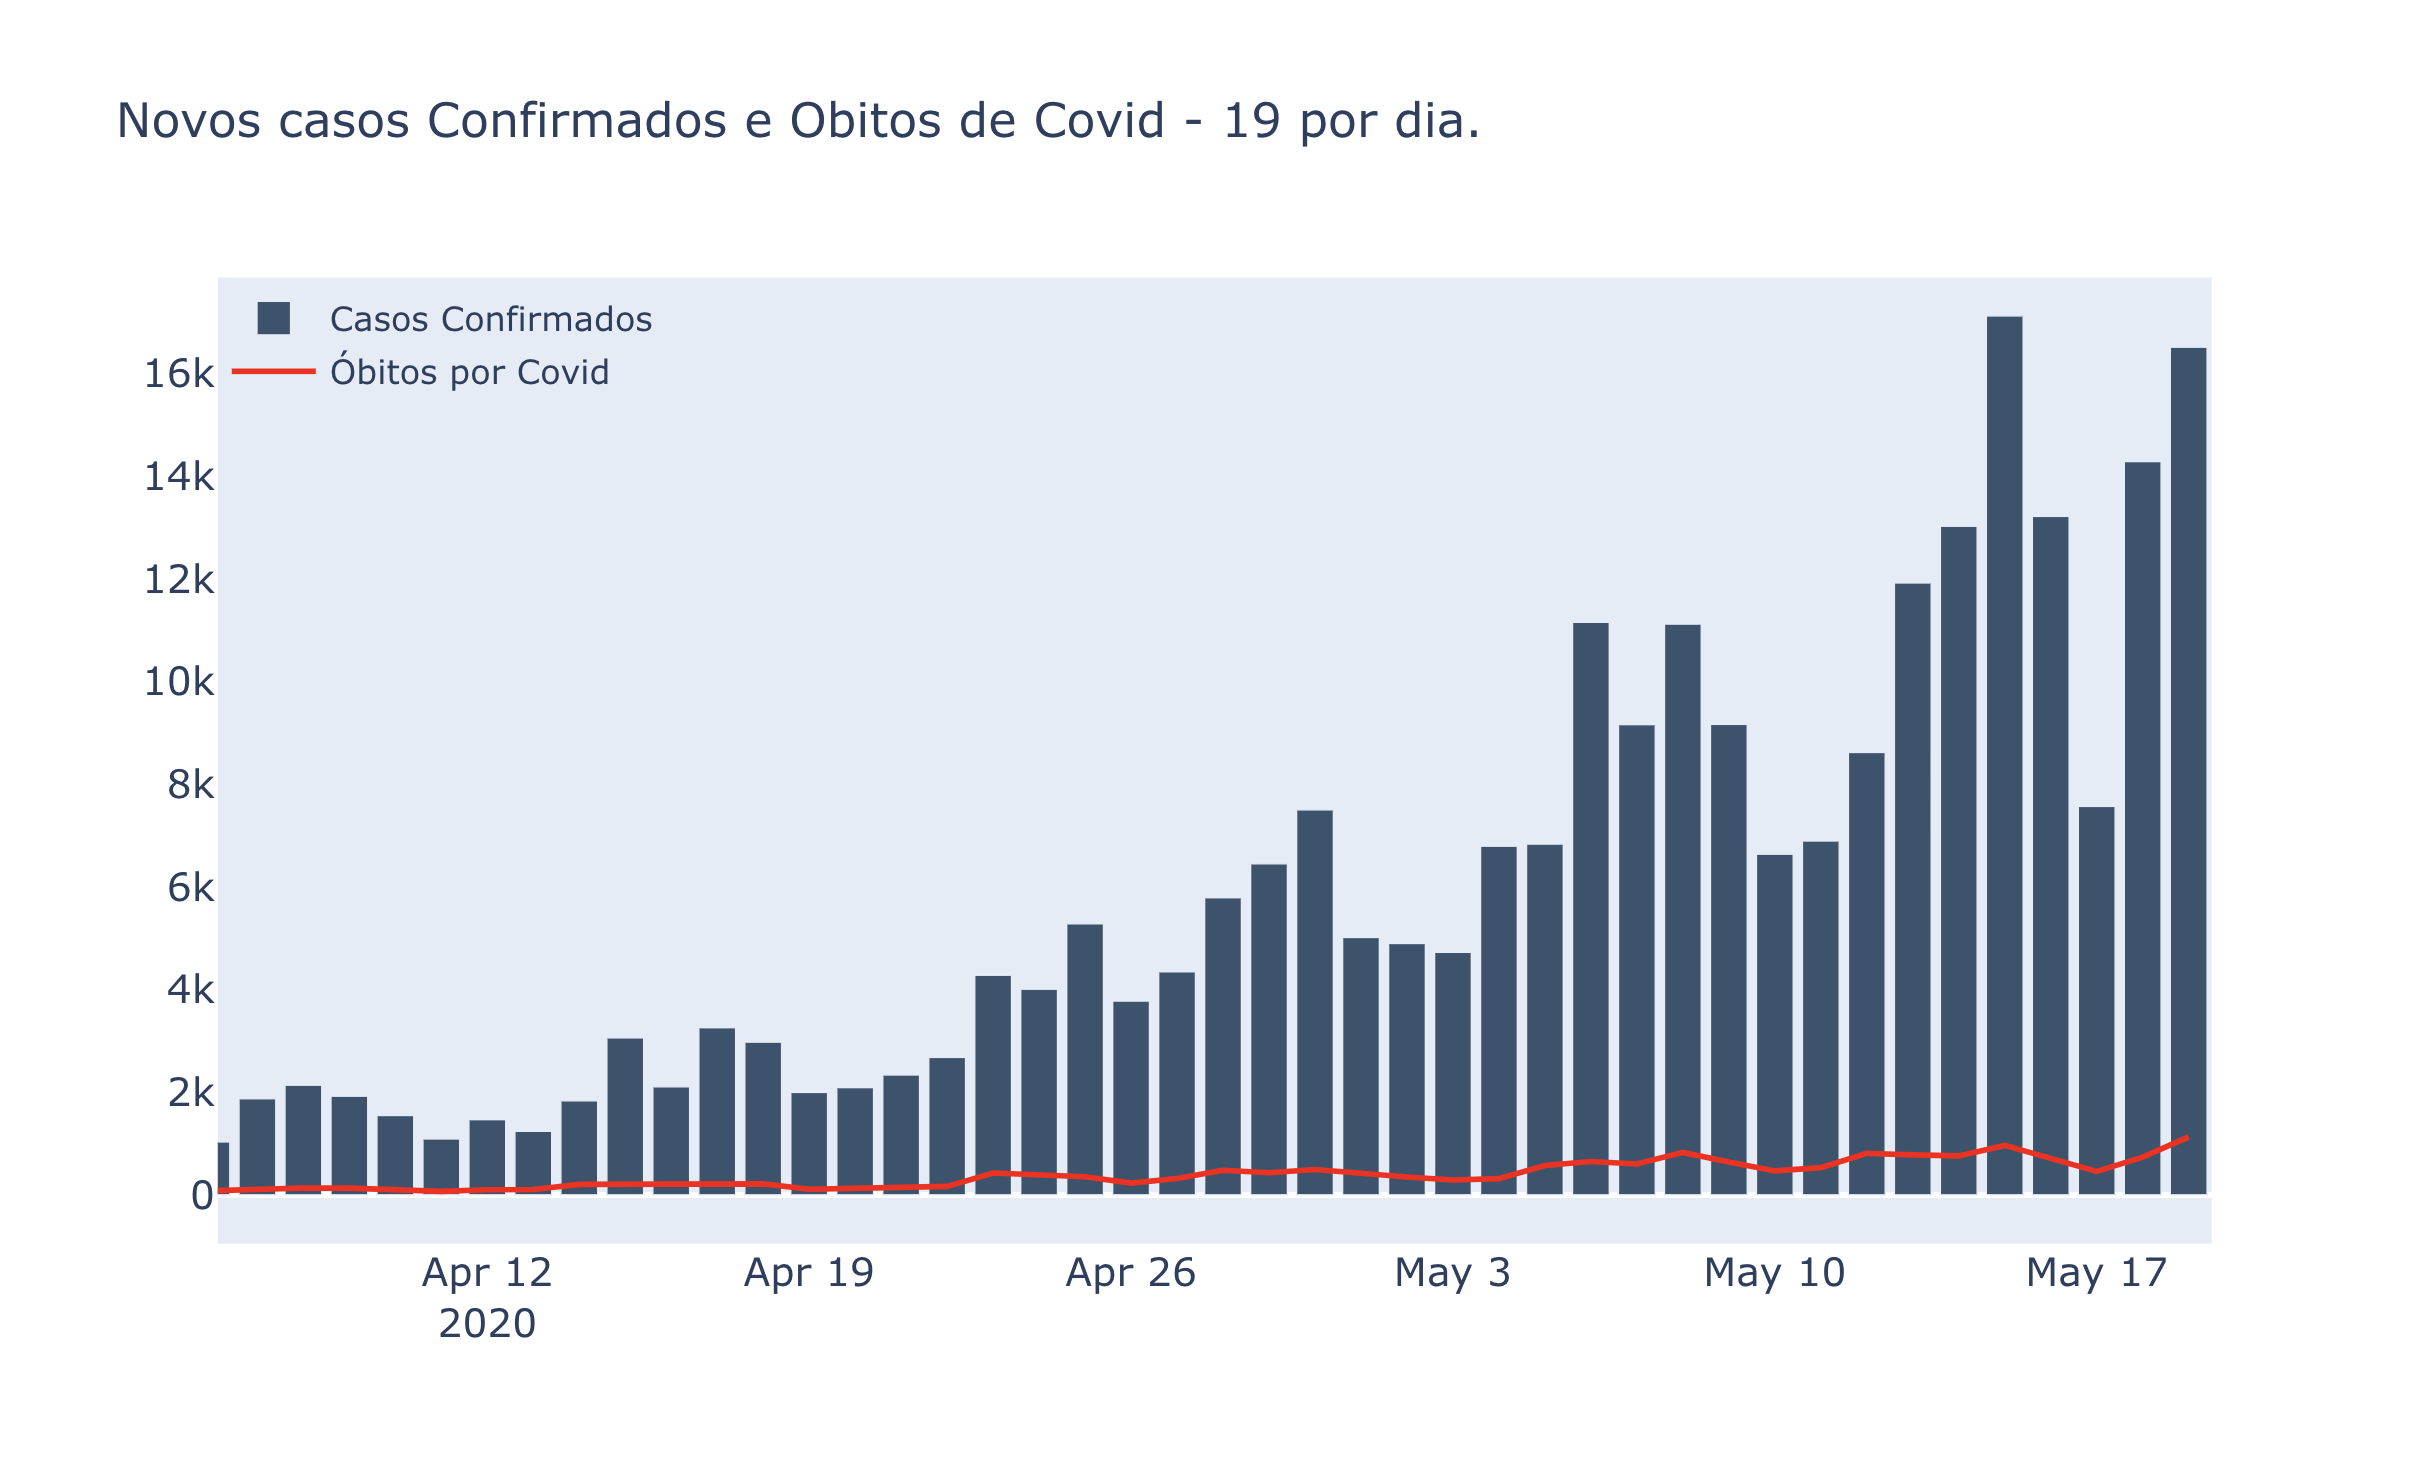 Novos casos Confirmados e Obitos de Covid - 19 por dia.
Casos Confirmados
Óbitos por Covid
16k
14k
12k
10k
8k
6k
4k
2k
0
Apr 12 Apr 19 Apr 26 May 3 May 10 May 17
2020